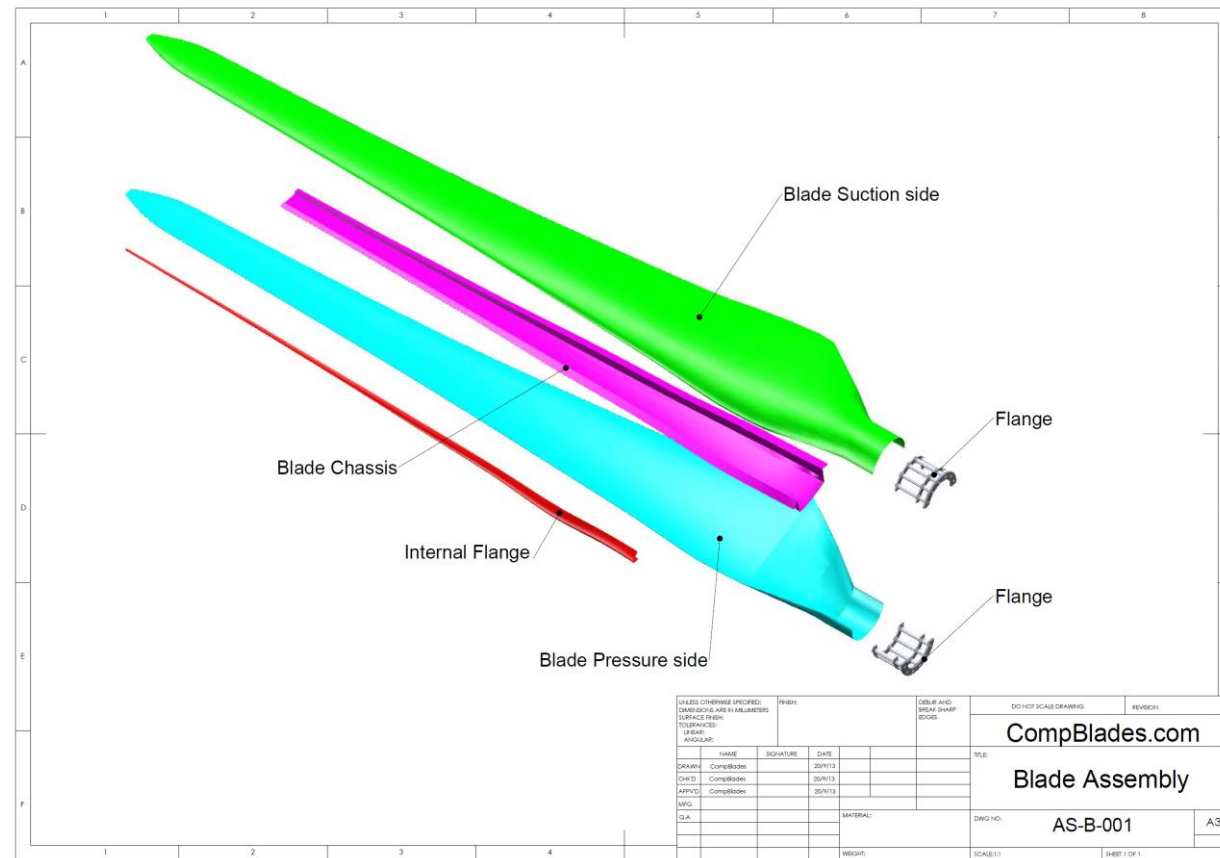 1 2 3 4 5 6 7 8
A
B
C
D
E
F
Blade Suction side
Flange
Blade Chassis
Internal Flange
Flange
Blade Pressure side
UNLESS OTHERWISE SPECIFIED:
DIMENSIONS ARE IN MILLIMETERS
SURFACE FINISH:
TOLERANCES:
LINEAR:
ANGULAR:
FINISH:
DEBUR AND
BREAK SHARP
EDGES
DO NOT SCALE DRAWING
REVISION
CompBlades.com
NAME SIGNATURE DATE
DRAWN CompBlades 20/9/13
CHK'D CompBlades 20/9/13
APPV'D CompBlades 20/9/13
MFG
Q.A
TITLE:
Blade Assembly
MATERIAL:
DWG NO.
AS-B-001
A3
WEIGHT:
SCALE:1:1
SHEET 1 OF 1
1 2 3 4